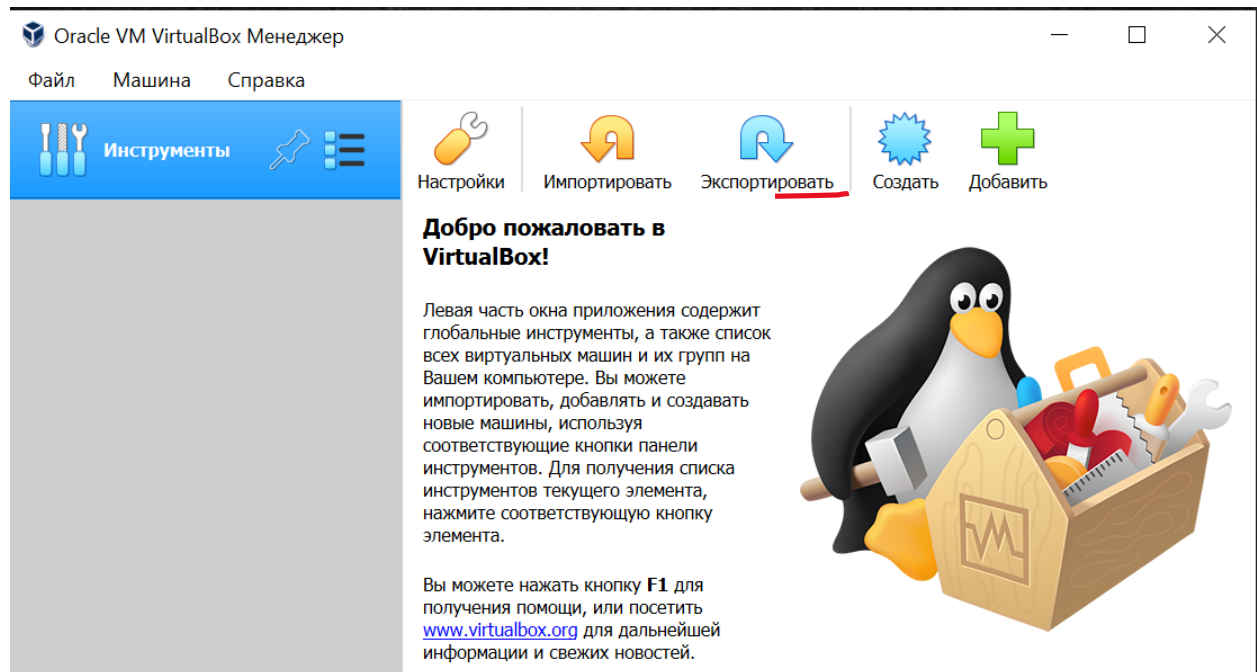 Oracle VM VirtualBox Менеджер
Файл Машина Справка
Инструменты
Настройки Импортировать Экспортировать Создать Добавить
Добро пожаловать в
VirtualBox!
Левая часть окна приложения содержит
глобальные инструменты, а также список
всех виртуальных машин и их групп на
Вашем компьютере. Вы можете
импортировать, добавлять и создавать
новые машины, используя
соответствующие кнопки панели
инструментов. Для получения списка
инструментов текущего элемента,
нажмите соответствующую кнопку
элемента.
Вы можете нажать кнопку F1 для
получения помощи, или посетить
www.virtualbox.org для дальнейшей
информации и свежих новостей.